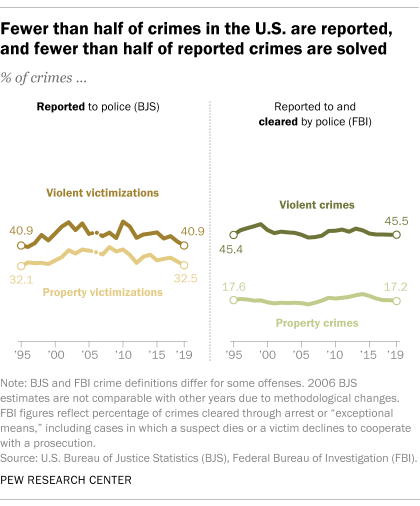 Fewer than half of crimes in the U.S. are reported,
and fewer than half of reported crimes are solved
% of crimes ...
Reported to police (BJS)
Violent victimizations
40.9
40.9
32.1
32.5
Property victimizations
'95 '00 '05 '10 '15 '19
Reported to and
cleared by police (FBI)
Violent crimes
45.5
45.4
17.6
17.2
Property crimes
'95 '00 '05 '10 '15 '19
Note: BJS and FBI crime definitions differ for some offenses. 2006 BJS
estimates are not comparable with other years due to methodological changes.
FBI figures reflect percentage of crimes cleared through arrest or “exceptional
means,” including cases in which a suspect dies or a victim declines to cooperate
with a prosecution.
Source: U.S. Bureau of Justice Statistics (BJS), Federal Bureau of Investigation (FBI).
PEW RESEARCH CENTER